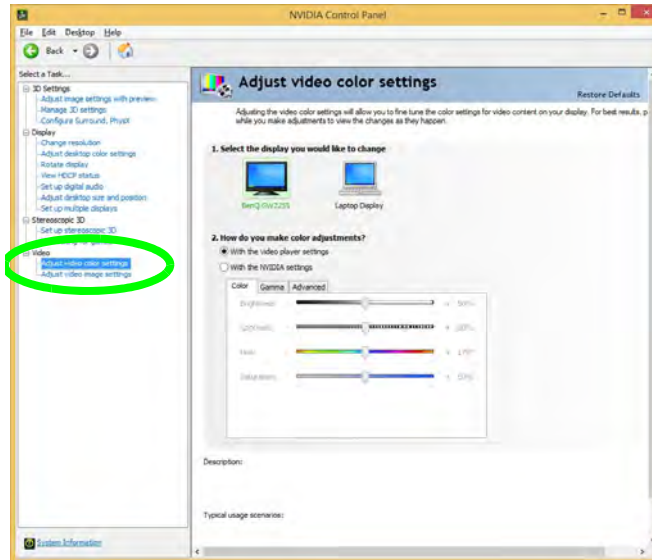 NVIDIA Control Panel
File Edit Desktop Help
Back
Select a Task...
3D Settings
Adjust image settings with preview
Manage 3D settings
Configure Surround, PhysX
Display
Change resolution
Adjust desktop color settings
Rotate display
View HDCP status
Set up digital audio
Adjust desktop size and position
Set up multiple displays
Stereoscopic 3D
Set up stereoscopic 3D
Video
Adjust video color settings
Adjust video image settings
System Information
Adjust video color settings
Restore Defaults
Adjusting the video color settings will allow you to fine tune the color settings for video content on your display. For best results, p
while you make adjustments to view the changes as they happen.
1. Select the display you would like to change
Laptop Display
2. How do you make color adjustments?
With the video player settings
With the NVIDIA settings
Color Gamma Advanced
Brightness:
Contrast:
Hue:
Saturation:
Description:
Typical usage scenarios: